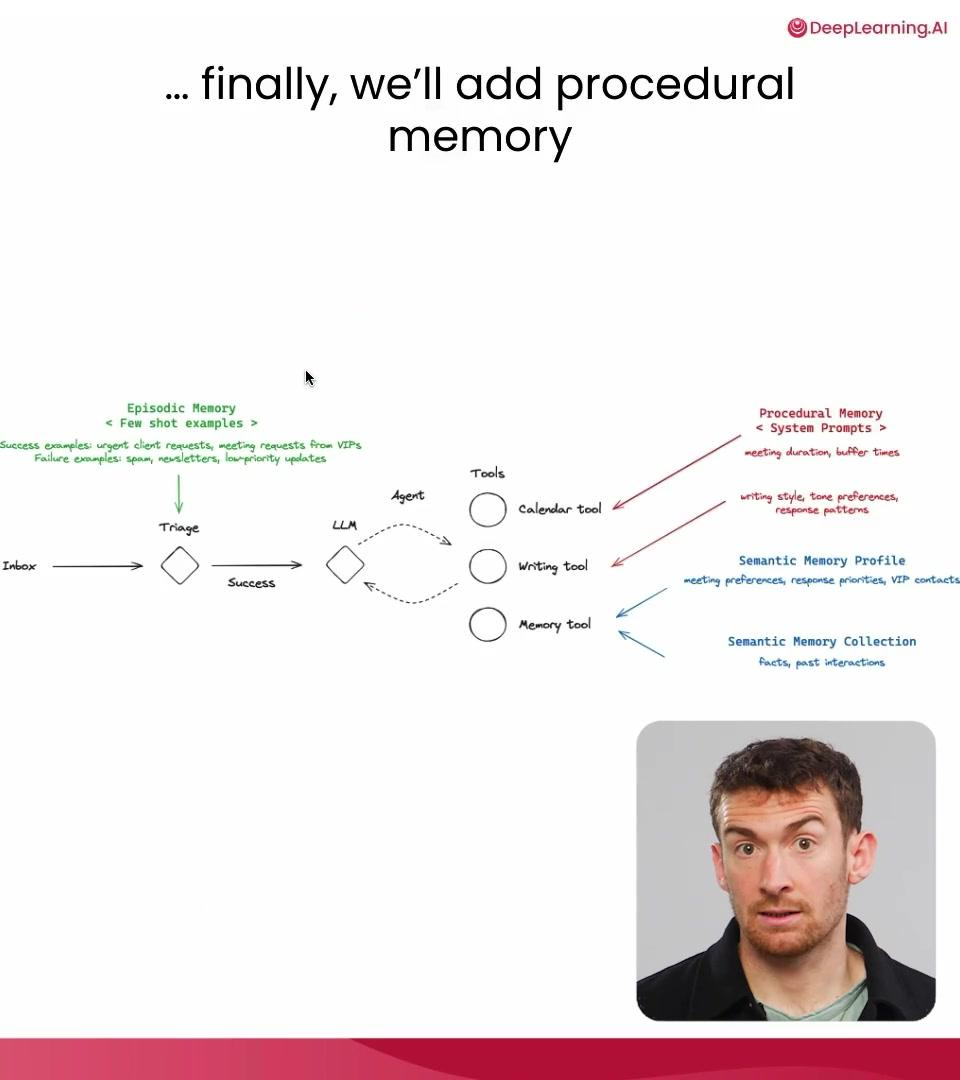 DeepLearning.AI
... finally, we'll add procedural
memory
Episodic Memory
< Few shot examples >
Success examples: urgent client requests, meeting requests from VIPs
Failure examples: spam, newsletters, low-priority updates
Procedural Memory
< System Prompts >
meeting duration, buffer times
Tools
Agent
Calendar tool
writing style, tone preferences,
response patterns
Triage
LLM
Inbox
Success
Writing tool
Semantic Memory Profile
meeting preferences, response priorities, VIP contacts
Memory tool
Semantic Memory Collection
facts, past interactions